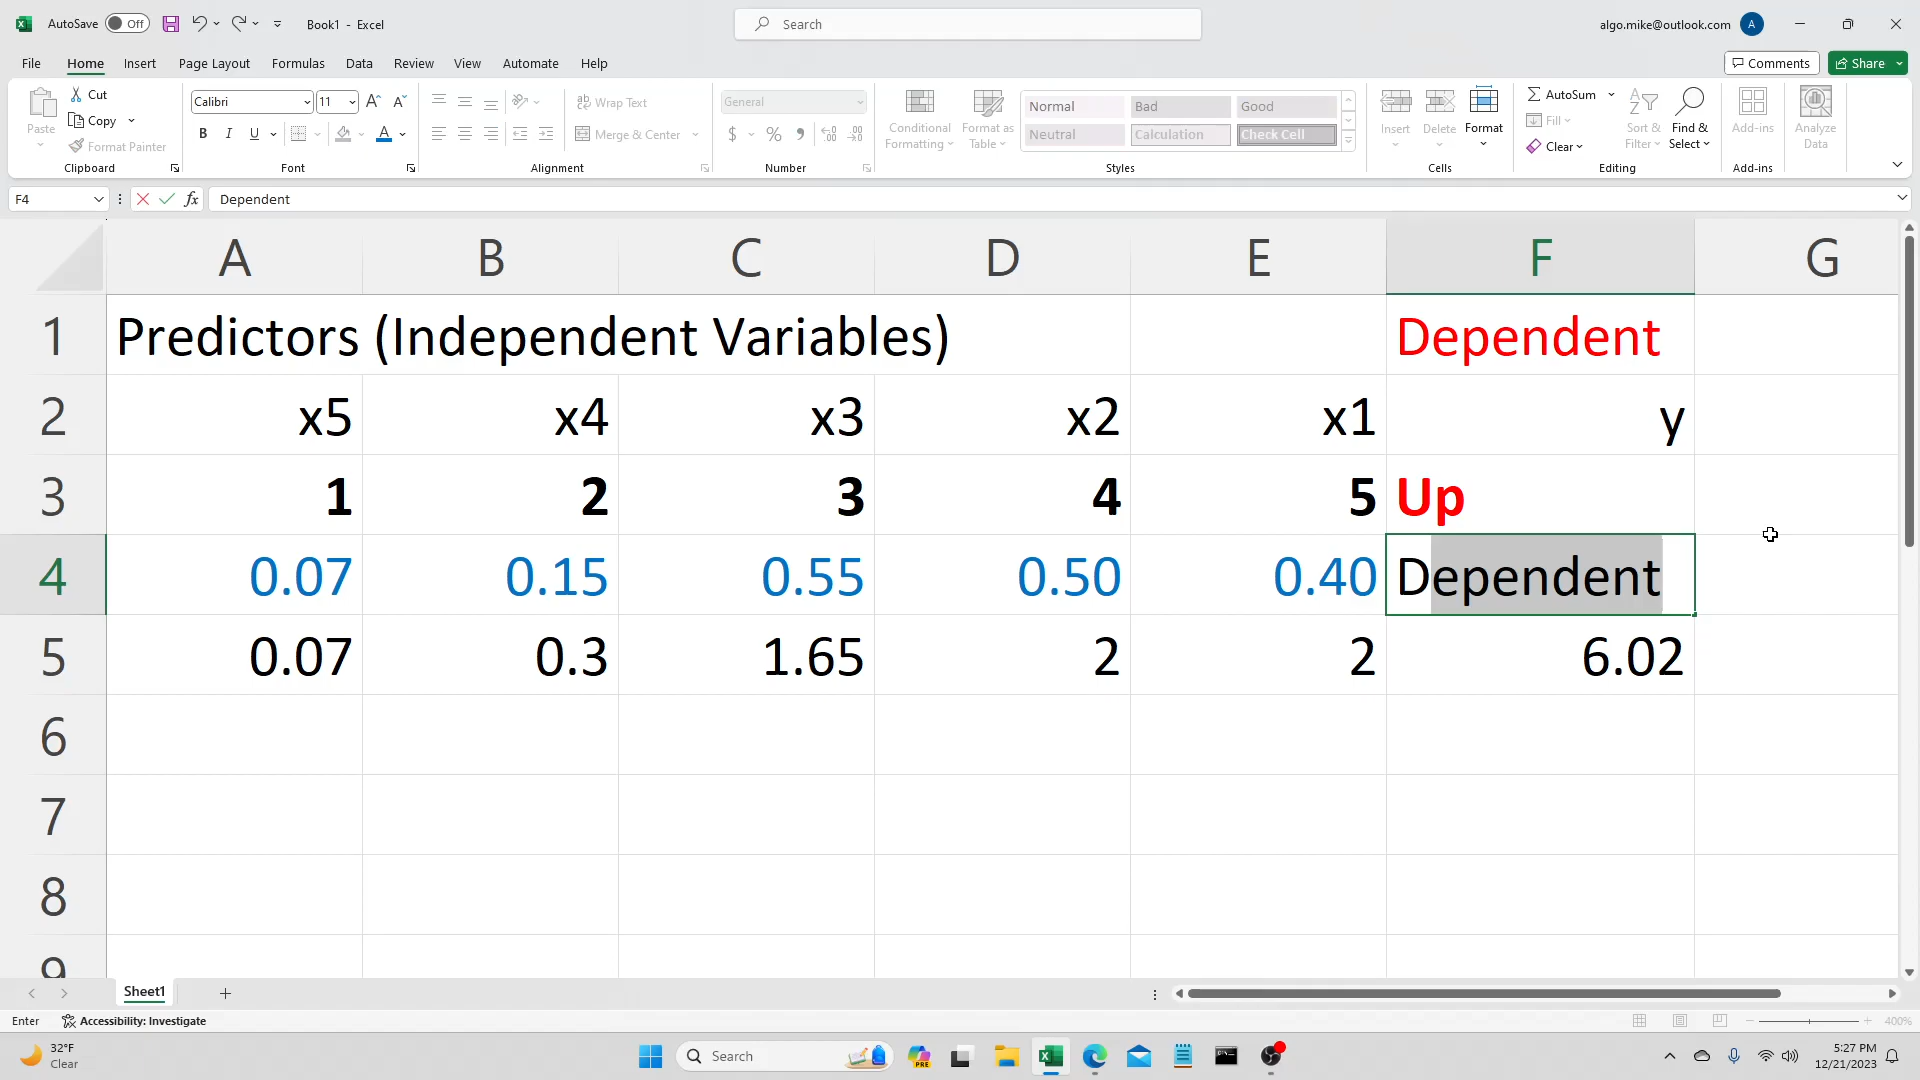 AutoSave Off Book1 - Excel Search algo.mike@outlook.com A
File Home Insert Page Layout Formulas Data Review View Automate Help Comments Share
Paste
Cut
Copy
Format Painter
Clipboard
Calibri 11
B I U A
Font
Wrap Text
Merge & Center
Alignment
General
$ % 9
Number
Conditional Formatting
Format as Table
Normal Bad Good
Neutral Calculation Check Cell
Styles
Insert Delete Format
Cells
AutoSum
Fill
Clear
Sort & Filter
Find & Select
Editing
Add-ins
Add-ins
Analyze Data
F4 fx Dependent
A B C D E F G
1 Predictors (Independent Variables) Dependent
2 x5 x4 x3 x2 x1 y
3 1 2 3 4 5 Up
4 0.07 0.15 0.55 0.50 0.40 Dependent
5 0.07 0.3 1.65 2 2 6.02
6
7
8
9
Sheet1
Enter Accessibility: Investigate 400%
32°F
Clear
Search
PRE
5:27 PM
12/21/2023